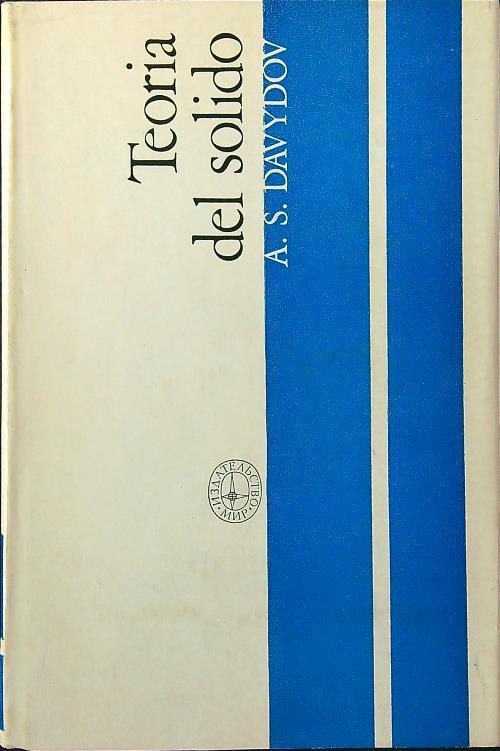 Teoria
del solido
A. S. DAVYDOV
ИЗДАТЕЛЬСТВО
МИР